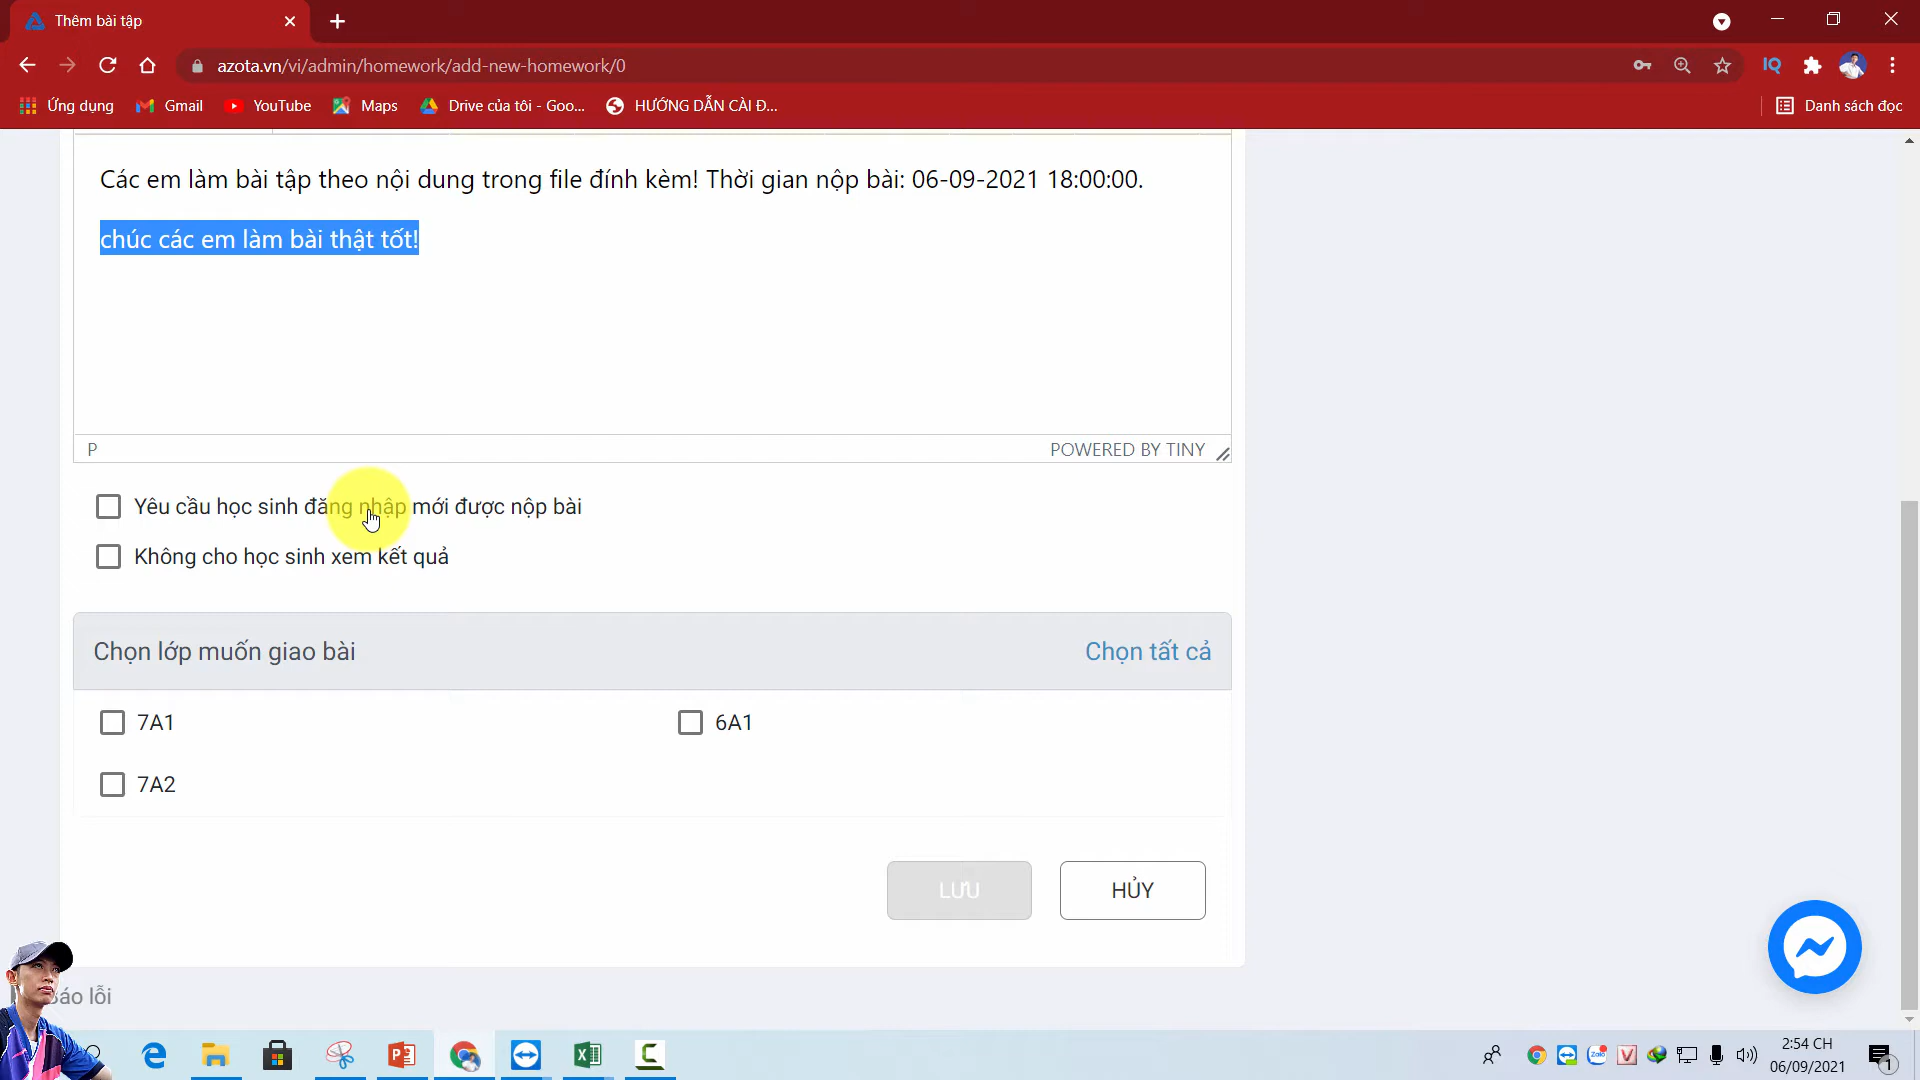 Thêm bài tập
azota.vn/vi/admin/homework/add-new-homework/0
IQ
Ứng dụng
Gmail
YouTube
Maps
Drive của tôi - Goo...
HƯỚNG DẪN CÀI Đ...
Danh sách đọc
Các em làm bài tập theo nội dung trong file đính kèm! Thời gian nộp bài: 06-09-2021 18:00:00.
chúc các em làm bài thật tốt!
P
POWERED BY TINY
Yêu cầu học sinh đăng nhập mới được nộp bài
Không cho học sinh xem kết quả
Chọn lớp muốn giao bài
Chọn tất cả
7A1
6A1
7A2
LƯU
HỦY
áo lỗi
Zalo
V
2:54 CH
06/09/2021
1